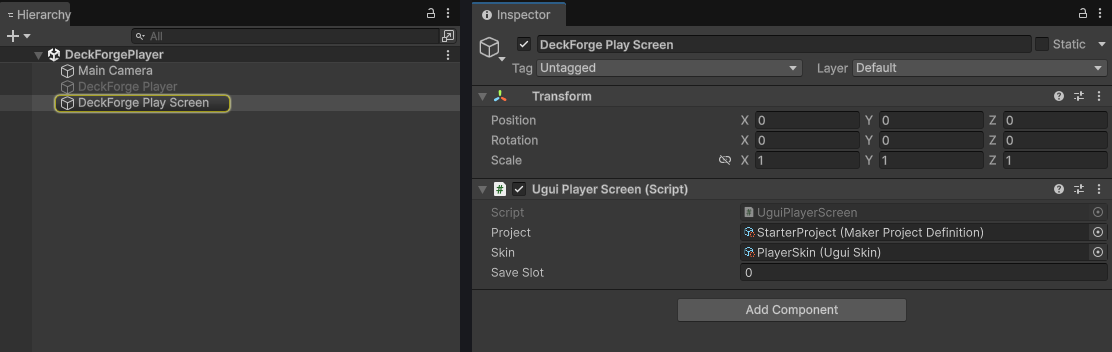 Hierarchy
All
DeckForgePlayer
Main Camera
DeckForge Player
DeckForge Play Screen
Inspector
DeckForge Play Screen Static
Tag Untagged Layer Default
Transform
Position X 0 Y 0 Z 0
Rotation X 0 Y 0 Z 0
Scale X 1 Y 1 Z 1
# Ugui Player Screen (Script)
Script UguiPlayerScreen
Project StarterProject (Maker Project Definition)
Skin PlayerSkin (Ugui Skin)
Save Slot 0
Add Component